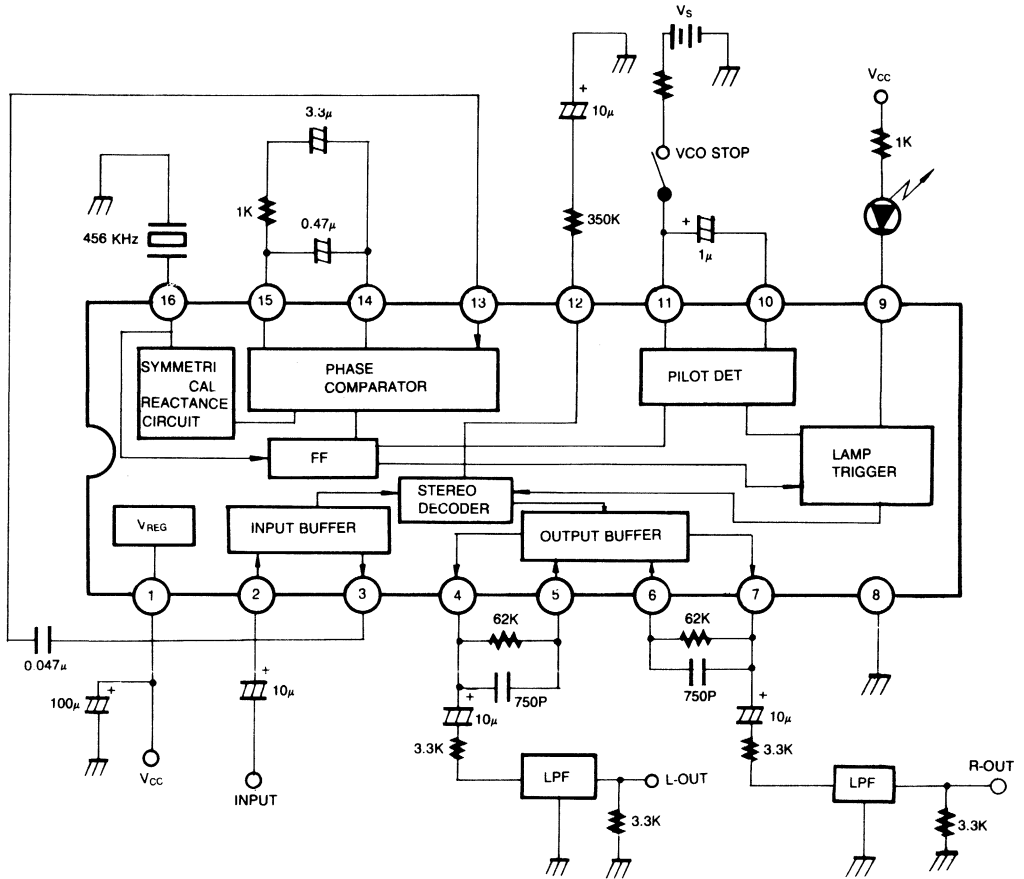 VS
VCC
3.3μ
+
10μ
VCO STOP
1K
1K
0.47μ
350K
+
1μ
456 KHz
16
15
14
13
12
11
10
9
SYMMETRI
CAL
REACTANCE
CIRCUIT
PHASE
COMPARATOR
PILOT DET
FF
LAMP
TRIGGER
STEREO
DECODER
VREG
INPUT BUFFER
OUTPUT BUFFER
1
2
3
4
5
6
7
8
62K
62K
0.047μ
+
+
750P
750P
+
+
100μ
10μ
10μ
10μ
3.3K
3.3K
VCC
INPUT
LPF
L-OUT
LPF
R-OUT
3.3K
3.3K